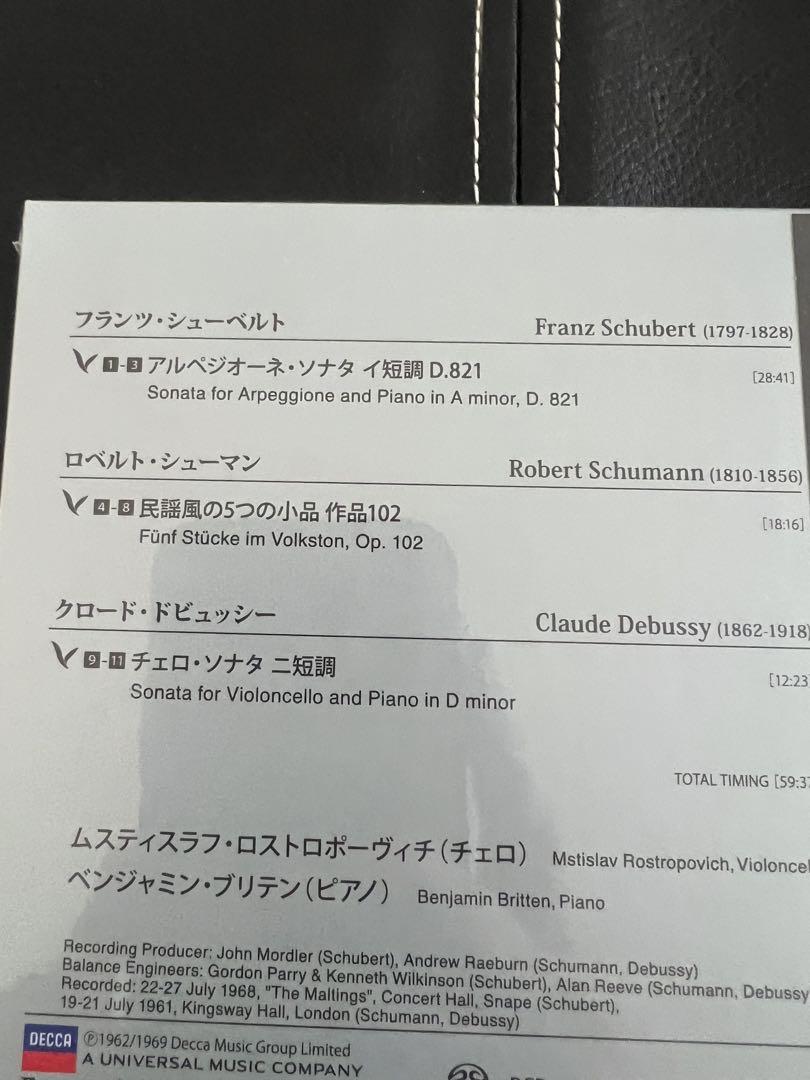 フランツ・シューベルト Franz Schubert (1797-1828)
1-3 アルペジオーネ・ソナタ イ短調 D.821 [28:41]
Sonata for Arpeggione and Piano in A minor, D. 821
ロベルト・シューマン Robert Schumann (1810-1856)
4-8 民謡風の5つの小品 作品102 [18:16]
Fünf Stücke im Volkston, Op. 102
クロード・ドビュッシー Claude Debussy (1862-1918)
9-11 チェロ・ソナタ ニ短調 [12:23
Sonata for Violoncello and Piano in D minor
TOTAL TIMING [59:37
ムスティスラフ・ロストロポーヴィチ(チェロ) Mstislav Rostropovich, Violoncel
ベンジャミン・ブリテン(ピアノ) Benjamin Britten, Piano
Recording Producer: John Mordler (Schubert), Andrew Raeburn (Schumann, Debussy)
Balance Engineers: Gordon Parry & Kenneth Wilkinson (Schubert), Alan Reeve (Schumann, Debussy
Recorded: 22-27 July 1968, "The Maltings", Concert Hall, Snape (Schubert),
19-21 July 1961, Kingsway Hall, London (Schumann, Debussy)
DECCA ℗1962/1969 Decca Music Group Limited
A UNIVERSAL MUSIC COMPANY